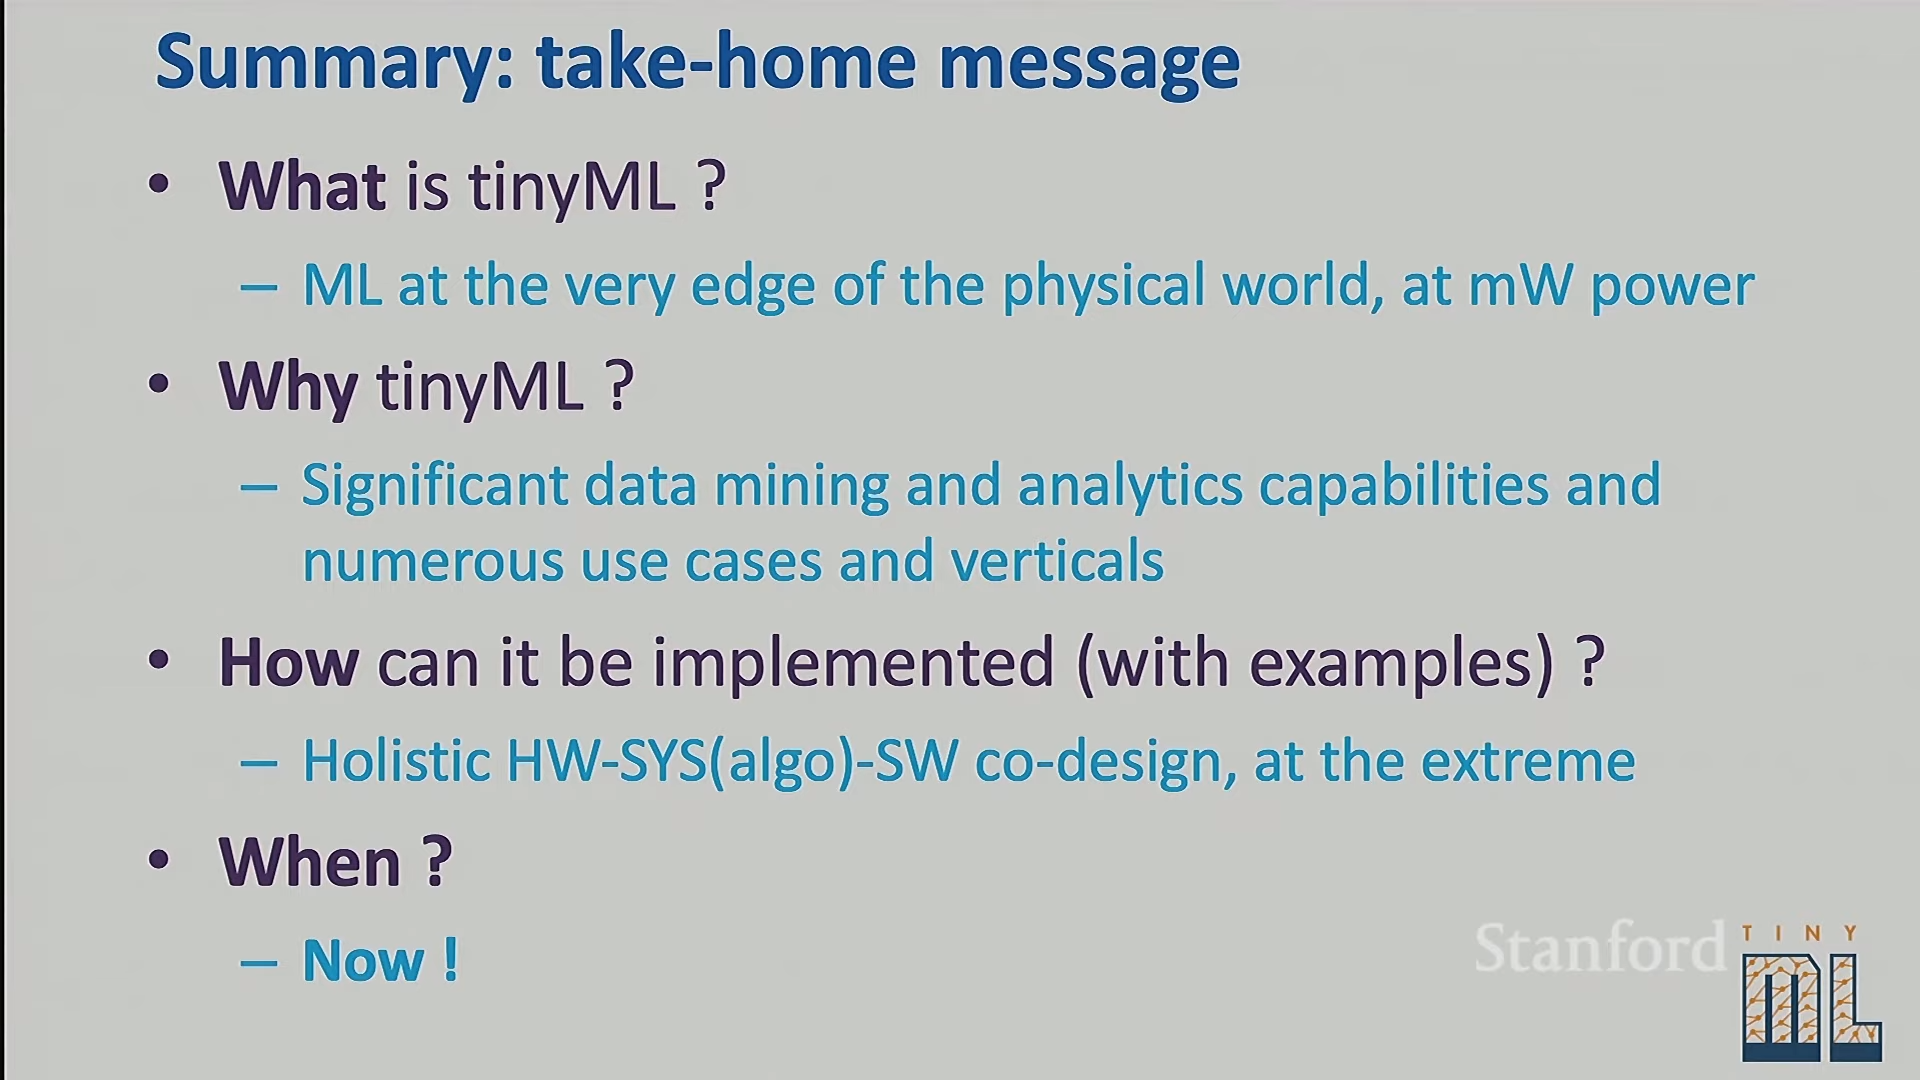 Summary: take-home message
• What is tinyML ?
– ML at the very edge of the physical world, at mW power
• Why tinyML ?
– Significant data mining and analytics capabilities and
numerous use cases and verticals
• How can it be implemented (with examples) ?
– Holistic HW-SYS(algo)-SW co-design, at the extreme
• When ?
– Now !
Stanford
TINY
ML